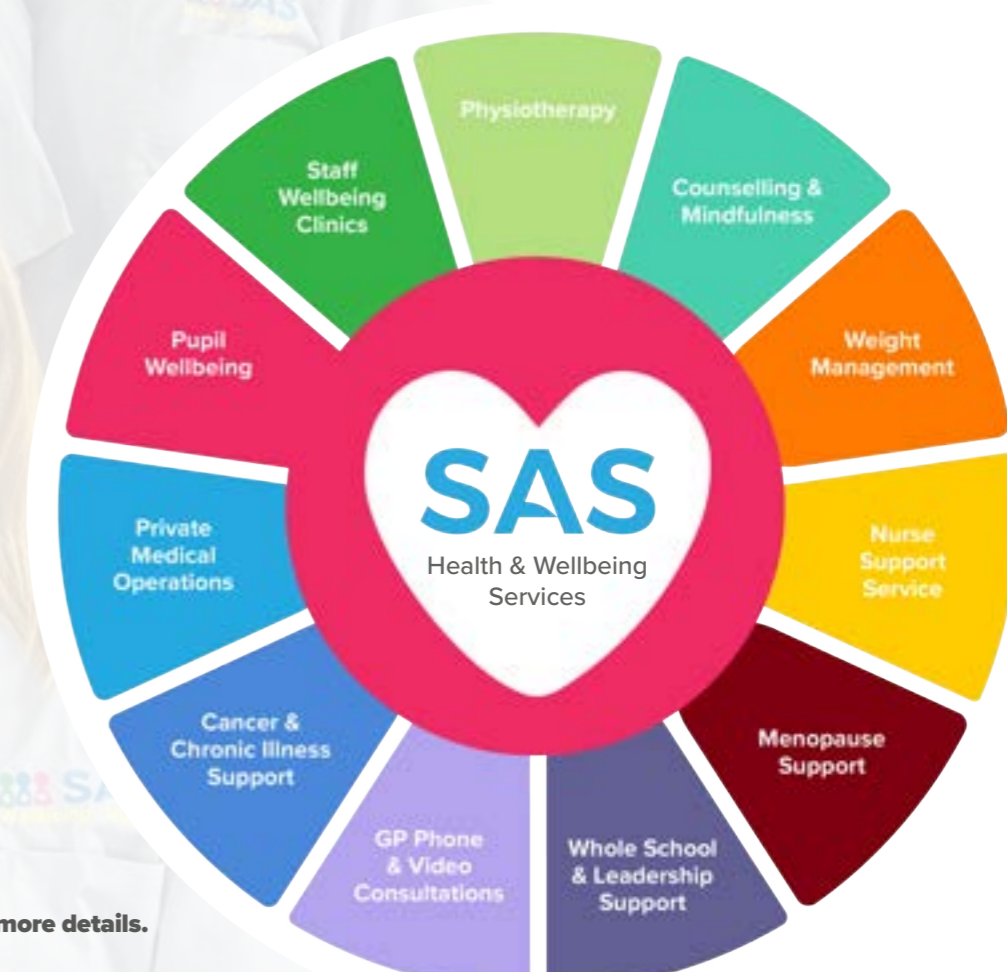 Physiotherapy
Counselling &
Mindfulness
Weight
Management
Nurse
Support
Service
Menopause
Support
Whole School
& Leadership
Support
GP Phone
& Video
Consultations
Cancer &
Chronic Illness
Support
Private
Medical
Operations
Pupil
Wellbeing
Staff
Wellbeing
Clinics
SAS
Health & Wellbeing
Services
more details.